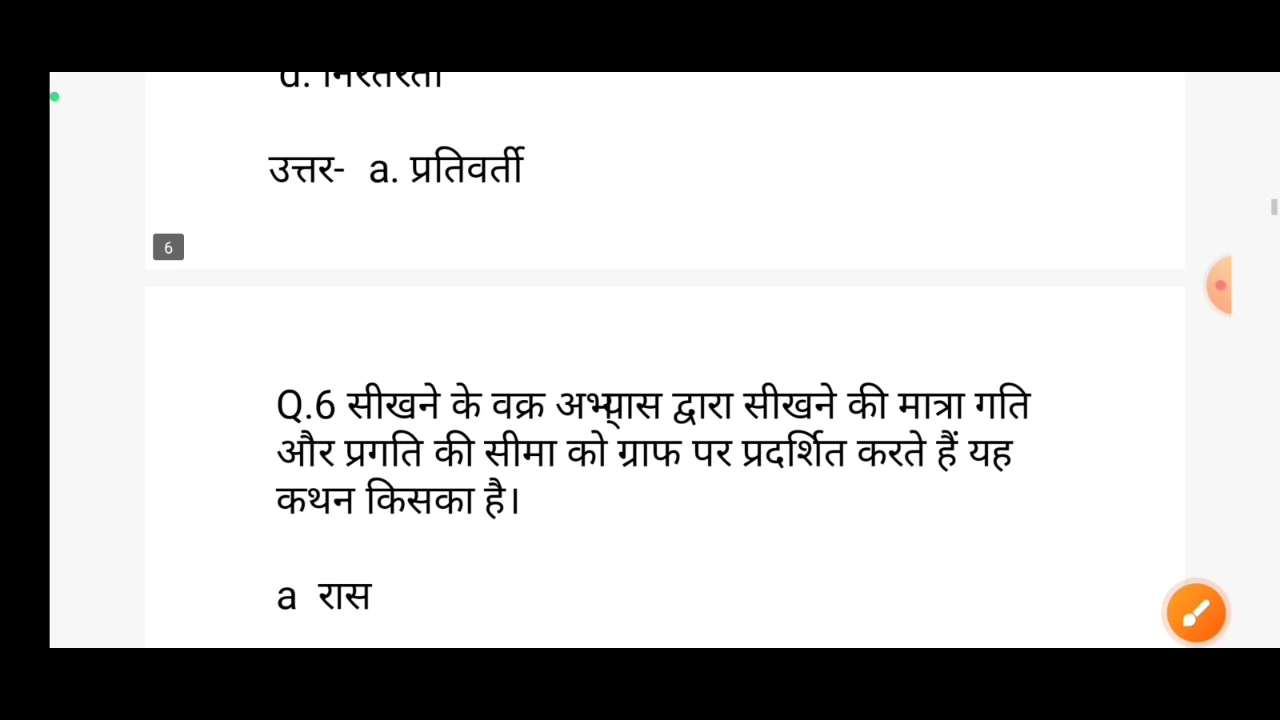 d. निरंतरता
उत्तर- a. प्रतिवर्ती
6
Q.6 सीखने के वक्र अभ्यास द्वारा सीखने की मात्रा गति
और प्रगति की सीमा को ग्राफ पर प्रदर्शित करते हैं यह
कथन किसका है।
a रास